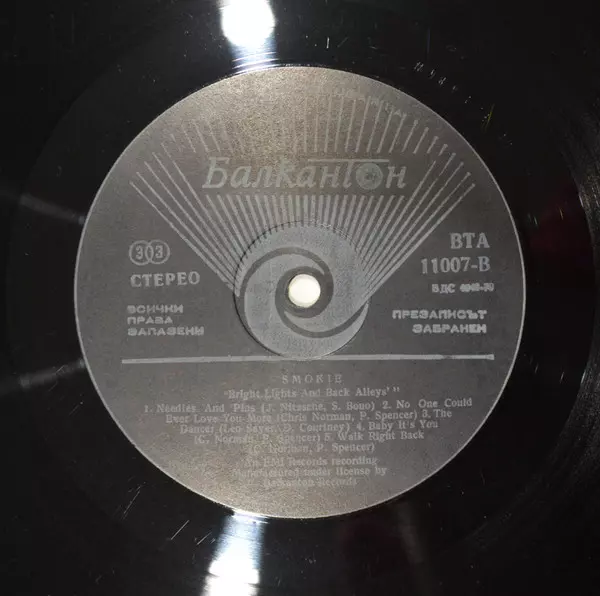 Балкантон
33
СТЕРЕО
ВТА
11007-В
ВСИЧКИ
ПРАВА
ЗАПАЗЕНИ
ПРЕЗАПИСЪТ
ЗАБРАНЕН
SMOKIE
"Bright Lights And Back Alleys'"
1. Needles And Pins (J. Nitzsche, S. Bono) 2. No One Could
Ever Love You More (Chris Norman, P. Spencer) 3. The
Dancer (Leo Sayer, D. Courtney) 4. Baby It's You
(C. Norman, P. Spencer) 5. Walk Right Back
(C. Norman, P. Spencer)
An EMI Records recording
Manufactured under license by
Balkanton Records